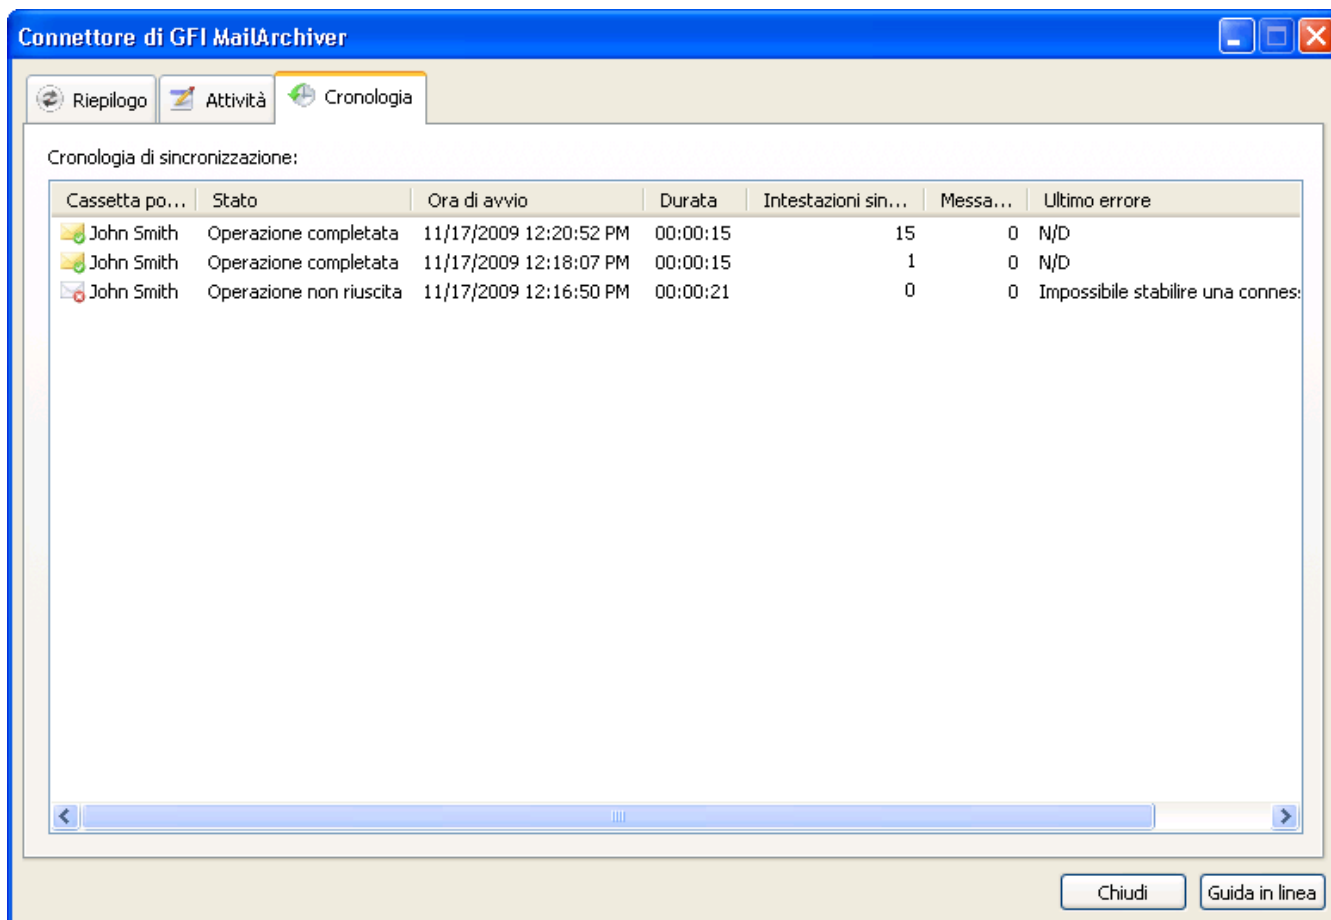 Connettore di GFI MailArchiver
Riepilogo Attività Cronologia
Cronologia di sincronizzazione:
Cassetta po... Stato Ora di avvio Durata Intestazioni sin... Messa... Ultimo errore
John Smith Operazione completata 11/17/2009 12:20:52 PM 00:00:15 15 0 N/D
John Smith Operazione completata 11/17/2009 12:18:07 PM 00:00:15 1 0 N/D
John Smith Operazione non riuscita 11/17/2009 12:16:50 PM 00:00:21 0 0 Impossibile stabilire una conness
Chiudi Guida in linea